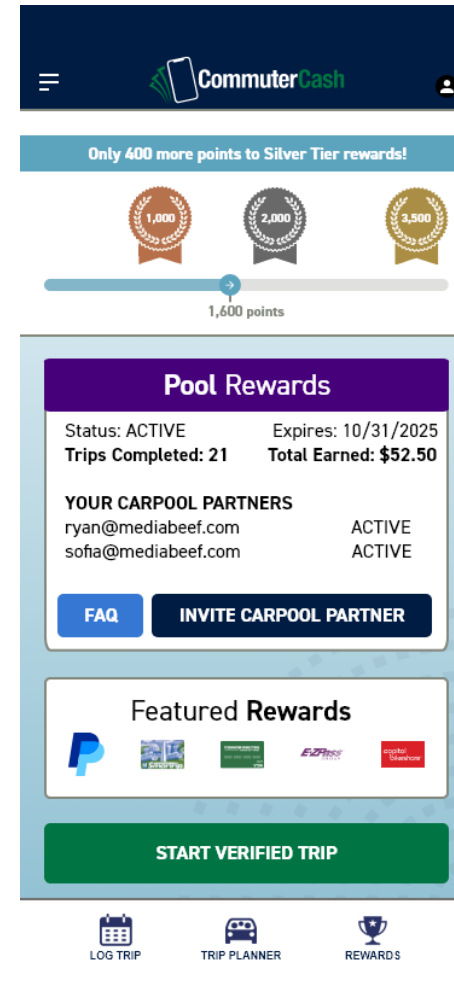 CommuterCash
Only 400 more points to Silver Tier rewards!
1,000
2,000
3,500
1,600 points
Pool Rewards
Status: ACTIVE Expires: 10/31/2025
Trips Completed: 21 Total Earned: $52.50
YOUR CARPOOL PARTNERS
ryan@mediabeef.com ACTIVE
sofia@mediabeef.com ACTIVE
FAQ INVITE CARPOOL PARTNER
Featured Rewards
E-ZPass
GROUP
capital
bikeshare
START VERIFIED TRIP
LOG TRIP TRIP PLANNER REWARDS